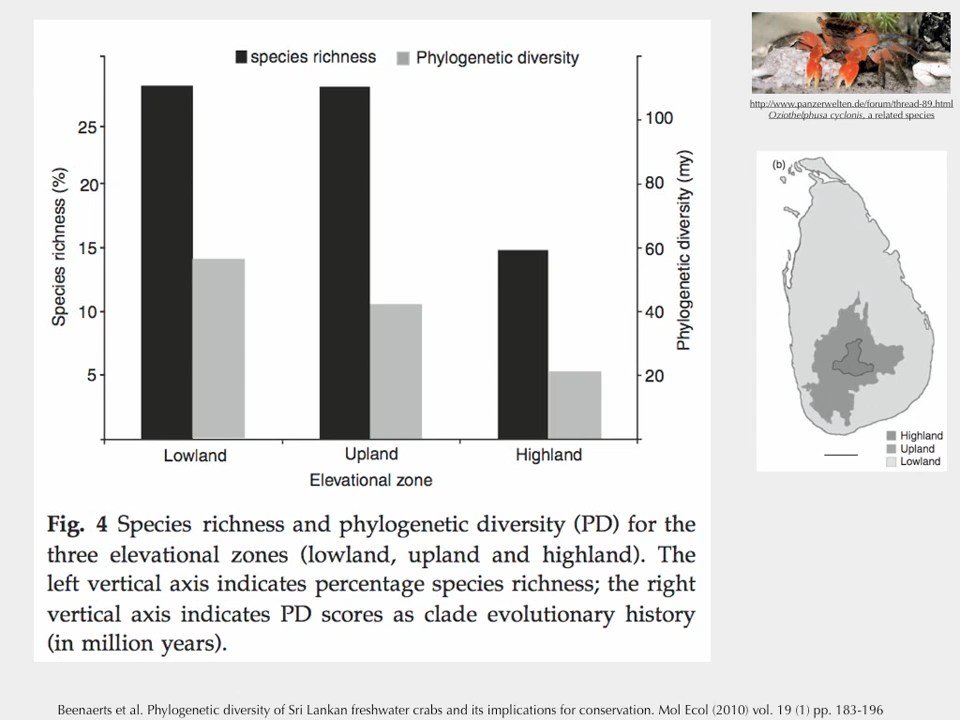 species richness
Phylogenetic diversity
25
20
15
10
5
Species richness (%)
100
80
60
40
20
Phylogenetic diversity (my)
Lowland
Upland
Highland
Elevational zone
Fig. 4 Species richness and phylogenetic diversity (PD) for the
three elevational zones (lowland, upland and highland). The
left vertical axis indicates percentage species richness; the right
vertical axis indicates PD scores as clade evolutionary history
(in million years).
http://www.panzerwelten.de/forum/thread-89.html
Oziothelphusa cyclonis, a related species
(b)
Highland
Upland
Lowland
Beenaerts et al. Phylogenetic diversity of Sri Lankan freshwater crabs and its implications for conservation. Mol Ecol (2010) vol. 19 (1) pp. 183-196